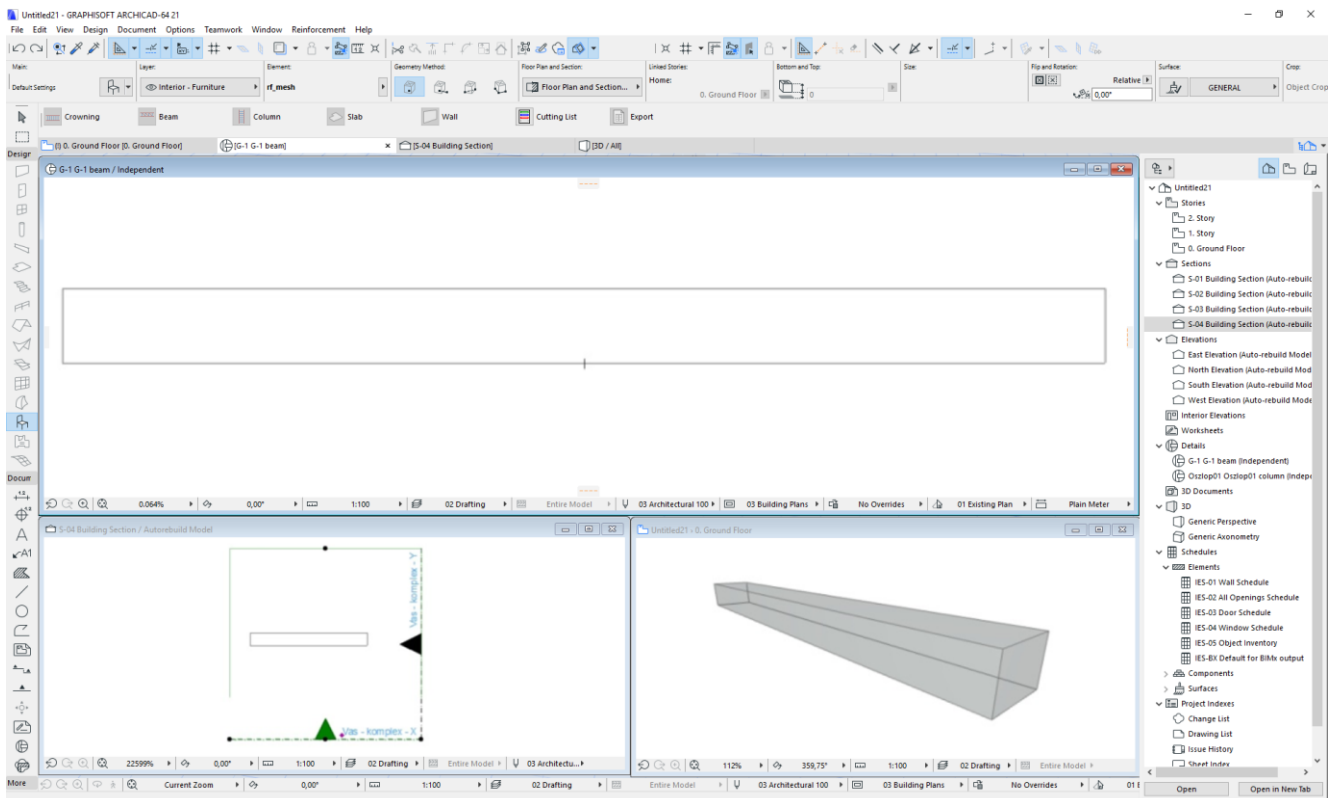 Untitled21 - GRAPHISOFT ARCHICAD-64 21
File Edit View Design Document Options Teamwork Window Reinforcement Help
Main: Layer: Element: Geometry Method: Floor Plan and Section: Linked Stories: Bottom and Top: Size: Flip and Rotation: Surface: Crop:
Home:
Default Settings Interior - Furniture rf_mesh Floor Plan and Section... 0. Ground Floor 0 Relative GENERAL Object Crop
0,00°
Crowning Beam Column Slab Wall Cutting List Export
(I) 0. Ground Floor [0. Ground Floor] [G-1 G-1 beam] [S-04 Building Section] [3D / All]
Design
G-1 G-1 beam / Independent
Docum
More
0.064% 0,00° 1:100 02 Drafting Entire Model 03 Architectural 100 03 Building Plans No Overrides 01 Existing Plan Plain Meter
S-04 Building Section / Autorebuild Model
Vas - komplex - Y
Vas - komplex - X
22599% 0,00° 1:100 02 Drafting Entire Model 03 Architectu...
Untitled21 - 0. Ground Floor
112% 359,75° 1:100 02 Drafting Entire Model
Current Zoom 0,00° 1:100 02 Drafting Entire Model 03 Architectural 100 03 Building Plans No Overrides 01 E
Untitled21
Stories
2. Story
1. Story
0. Ground Floor
Sections
S-01 Building Section (Auto-rebuilc
S-02 Building Section (Auto-rebuilc
S-03 Building Section (Auto-rebuilc
S-04 Building Section (Auto-rebuilc
Elevations
East Elevation (Auto-rebuild Model
North Elevation (Auto-rebuild Mod
South Elevation (Auto-rebuild Mod
West Elevation (Auto-rebuild Mode
Interior Elevations
Worksheets
Details
G-1 G-1 beam (Independent)
Oszlop01 Oszlop01 column (Indepe
3D Documents
3D
Generic Perspective
Generic Axonometry
Schedules
Elements
IES-01 Wall Schedule
IES-02 All Openings Schedule
IES-03 Door Schedule
IES-04 Window Schedule
IES-05 Object Inventory
IES-BX Default for BIMx output
Components
Surfaces
Project Indexes
Change List
Drawing List
Issue History
Sheet Index
Open Open in New Tab